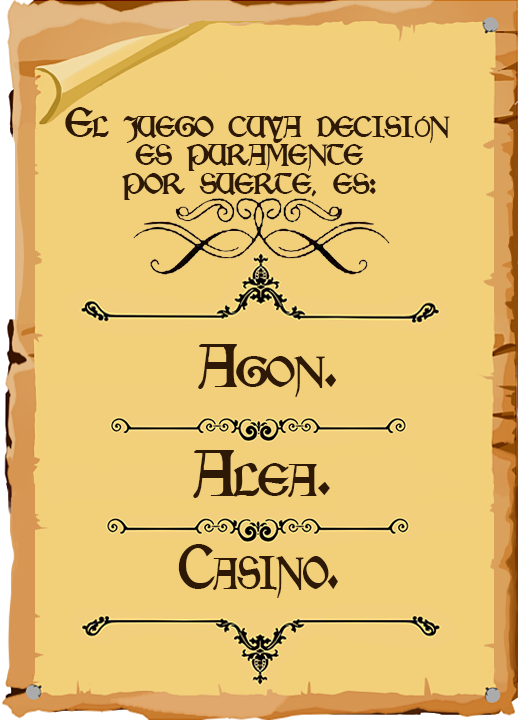 El juego cuya decisión
es puramente
por suerte, es:
Agon.
Alea.
Casino.